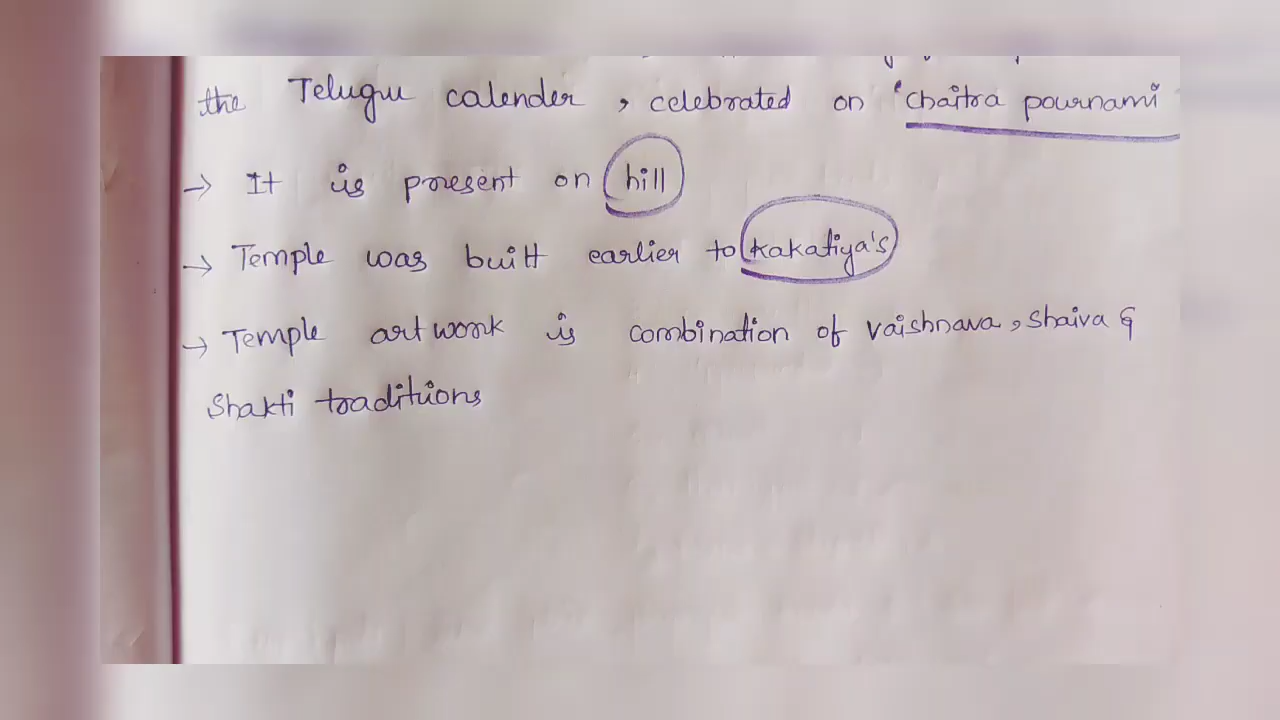 the Telugu calender, celebrated on 'chaitra pournami
→ It is present on hill
→ Temple was built earlier to kakatiya's
→ Temple artwork is combination of vaishnava, shaiva &
Shakti traditions